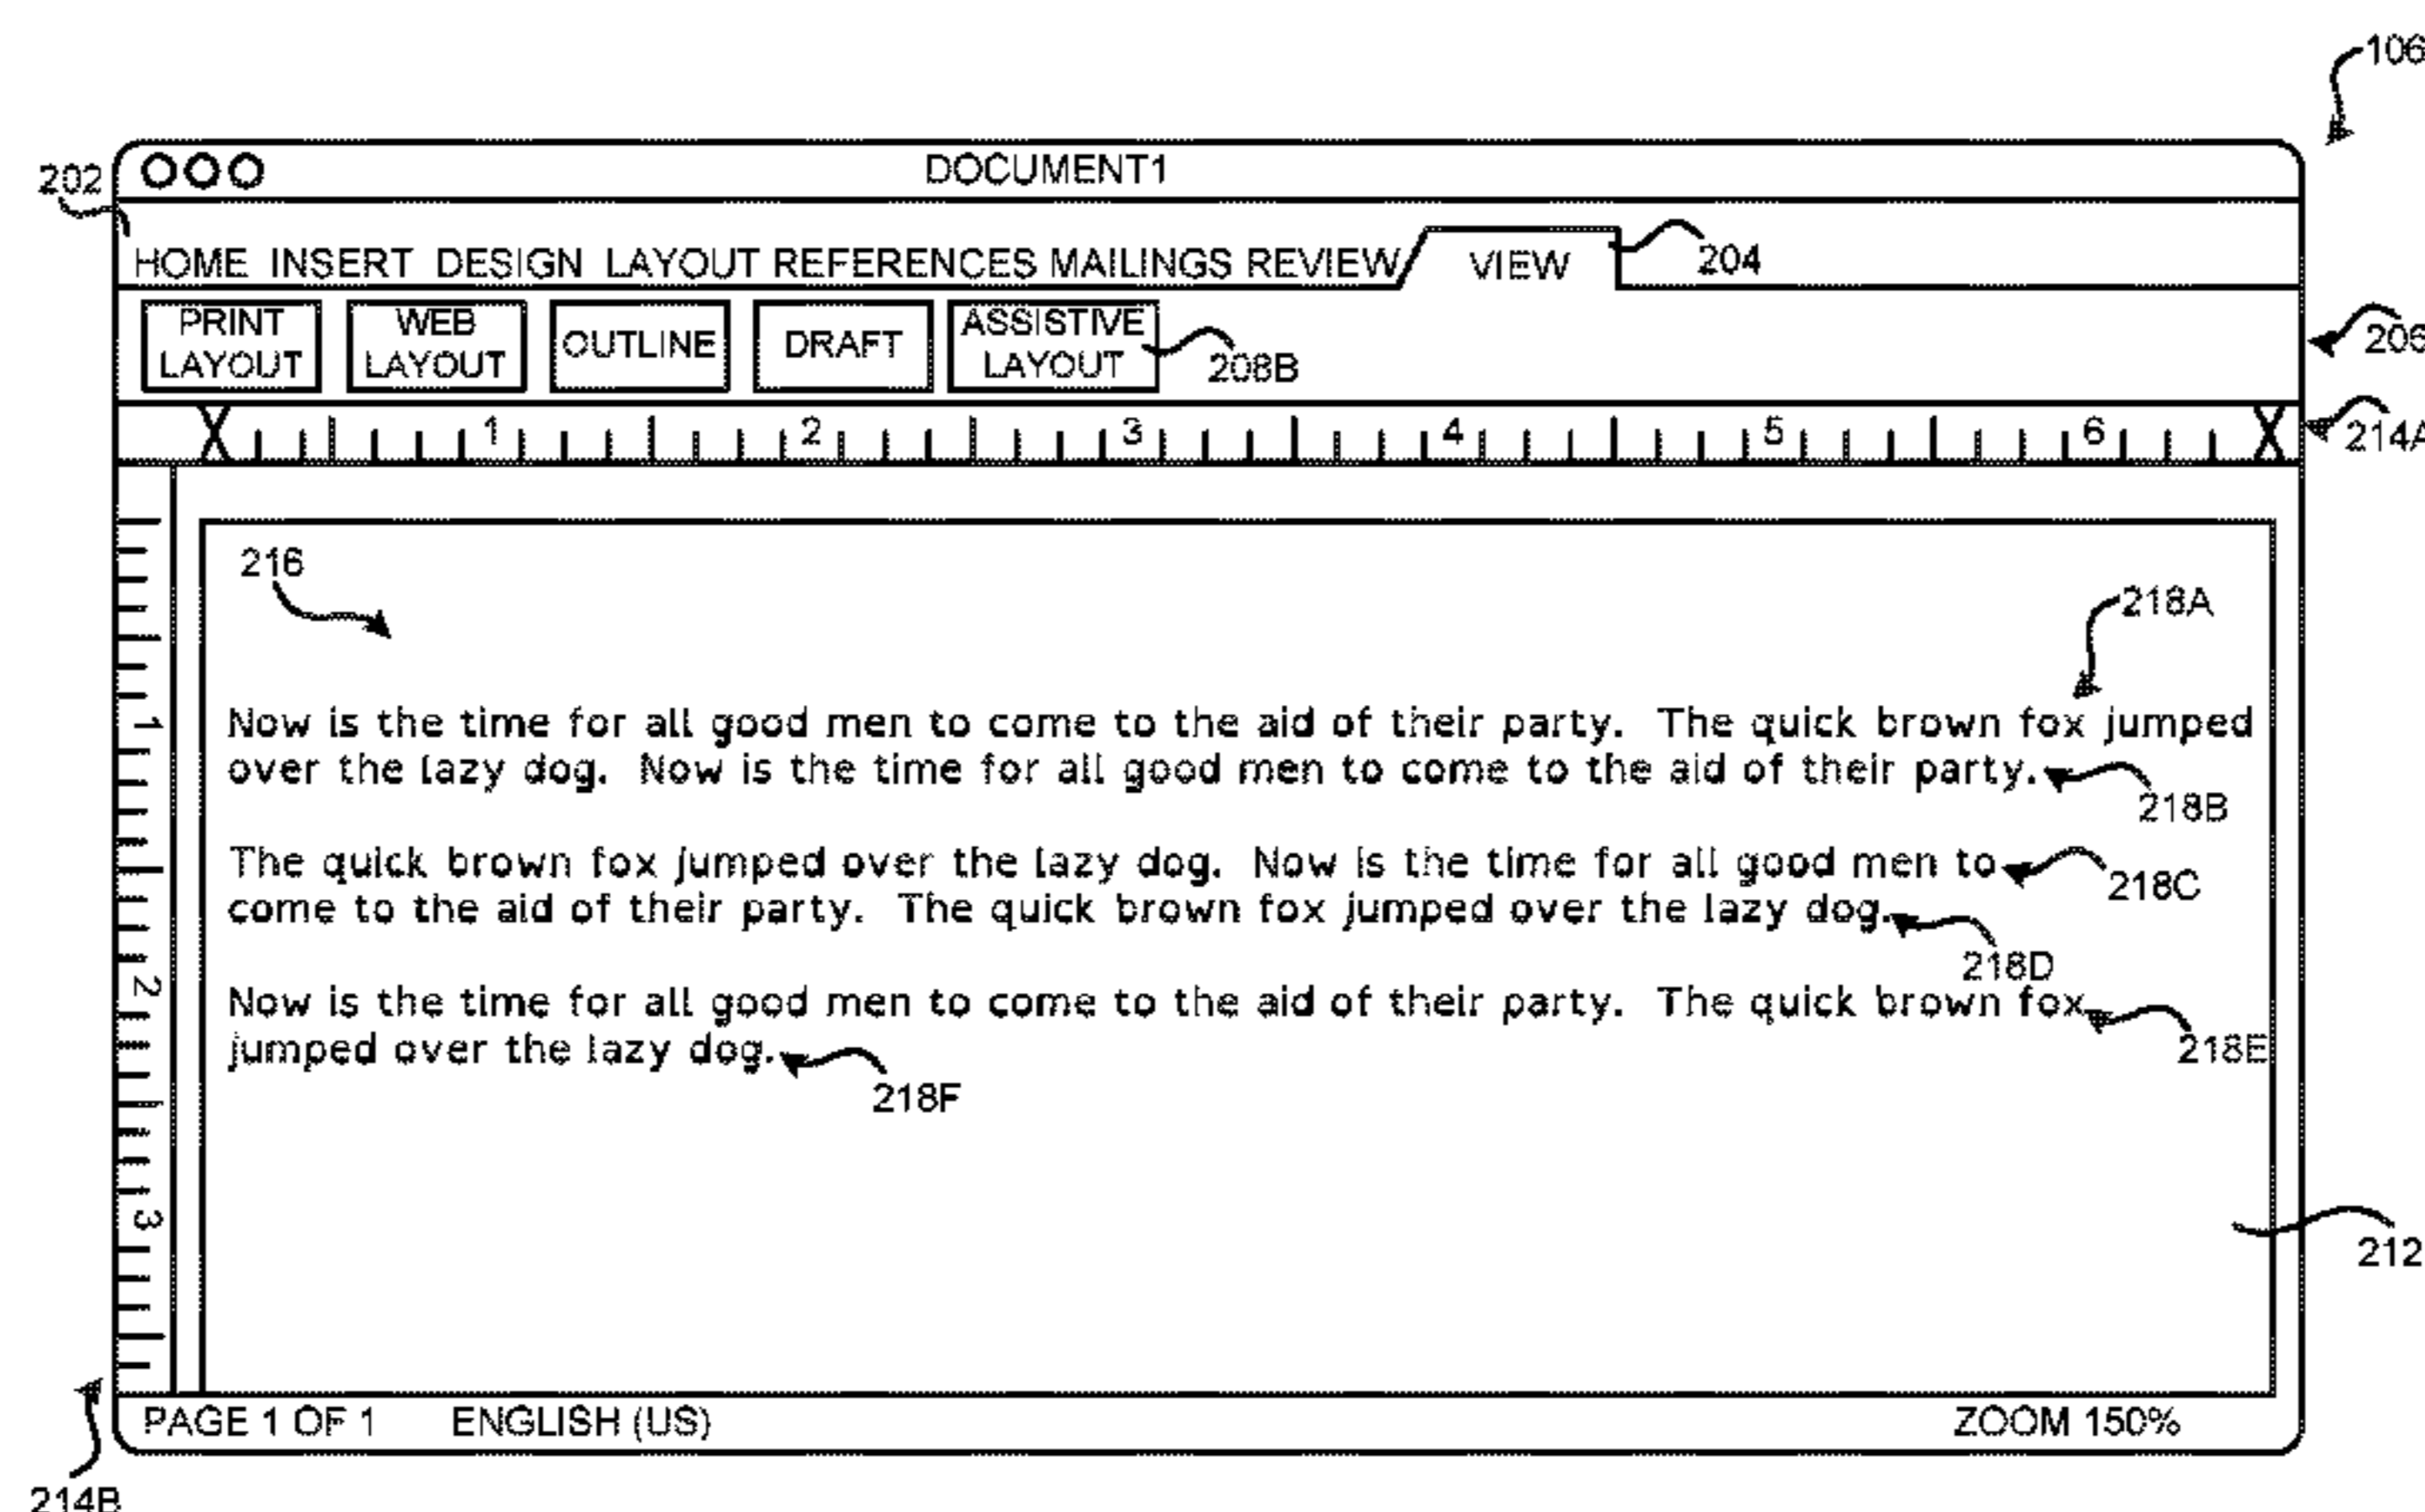 106
202
DOCUMENT1
HOME INSERT DESIGN LAYOUT REFERENCES MAILINGS REVIEW VIEW 204
PRINT LAYOUT
WEB LAYOUT
OUTLINE
DRAFT
ASSISTIVE LAYOUT
208B
206
1 2 3 4 5 6
214A
216
218A
1
Now is the time for all good men to come to the aid of their party. The quick brown fox jumped
over the lazy dog. Now is the time for all good men to come to the aid of their party.
218B
The quick brown fox jumped over the lazy dog. Now is the time for all good men to
218C
come to the aid of their party. The quick brown fox jumped over the lazy dog.
218D
2
Now is the time for all good men to come to the aid of their party. The quick brown fox
218E
jumped over the lazy dog.
218F
3
212
PAGE 1 OF 1 ENGLISH (US) ZOOM 150%
214B